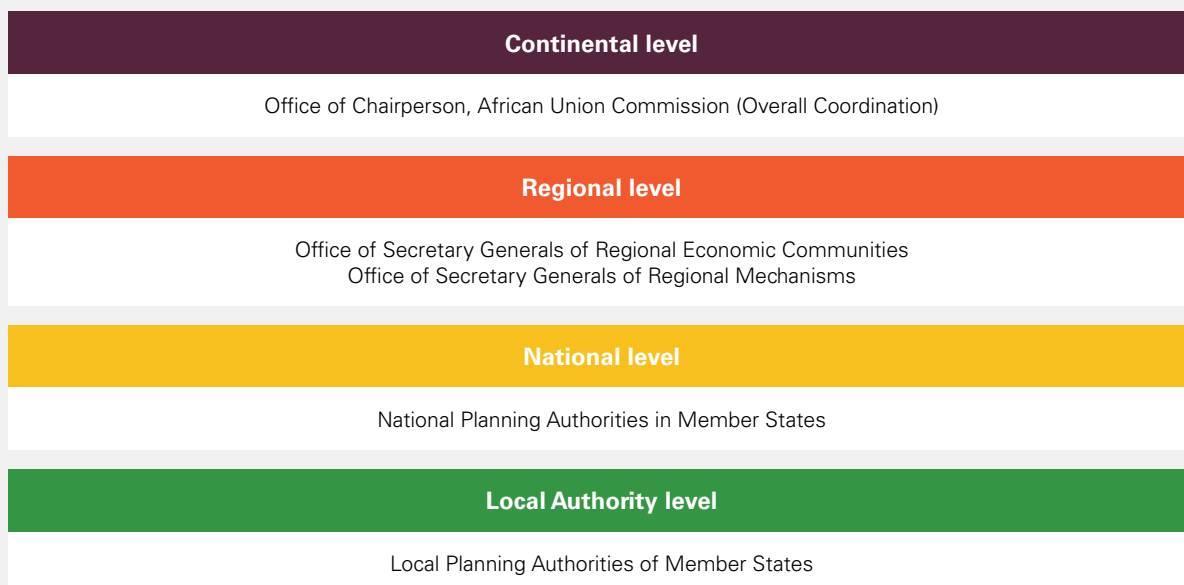 Continental level
Office of Chairperson, African Union Commission (Overall Coordination)
Regional level
Office of Secretary Generals of Regional Economic Communities
Office of Secretary Generals of Regional Mechanisms
National level
National Planning Authorities in Member States
Local Authority level
Local Planning Authorities of Member States